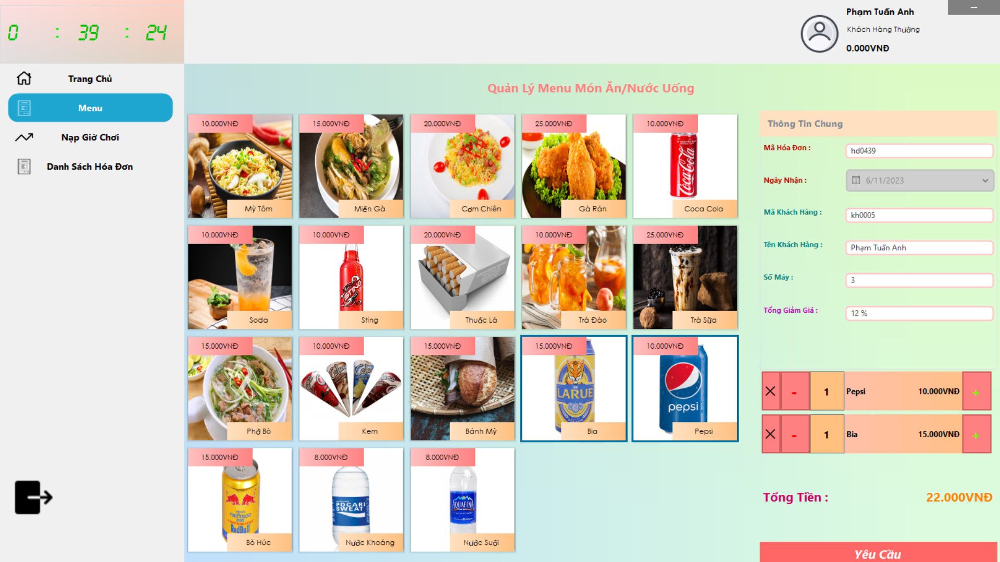 0 : 39 : 24
Phạm Tuấn Anh
Khách Hàng Thường
0.000VNĐ
Trang Chủ
Menu
Nạp Giờ Chơi
Danh Sách Hóa Đơn
Quản Lý Menu Món Ăn/Nước Uống
10.000VNĐ
Mỳ Tôm
15.000VNĐ
Miến Gà
20.000VNĐ
Cơm Chiên
25.000VNĐ
Gà Rán
10.000VNĐ
Coca-Cola
Coca Cola
10.000VNĐ
Soda
10.000VNĐ
STING
Sting
20.000VNĐ
Thuốc Lá
10.000VNĐ
Trà Đào
25.000VNĐ
Trà Sữa
15.000VNĐ
Phở Bò
10.000VNĐ
Kem
15.000VNĐ
Bánh Mỳ
15.000VNĐ
BIA
LARUE
Bia
10.000VNĐ
pepsi
Pepsi
15.000VNĐ
RedBull
Bò Húc
8.000VNĐ
POCARI
SWEAT
Nước Khoáng
8.000VNĐ
AQUAFINA
Nước Suối
Thông Tin Chung
Mã Hóa Đơn : hd0439
Ngày Nhận : 6/11/2023
Mã Khách Hàng : kh0005
Tên Khách Hàng : Phạm Tuấn Anh
Số Máy : 3
Tổng Giảm Giá : 12 %
- 1 Pepsi 10.000VNĐ +
- 1 Bia 15.000VNĐ +
Tổng Tiền : 22.000VNĐ
Yêu Cầu